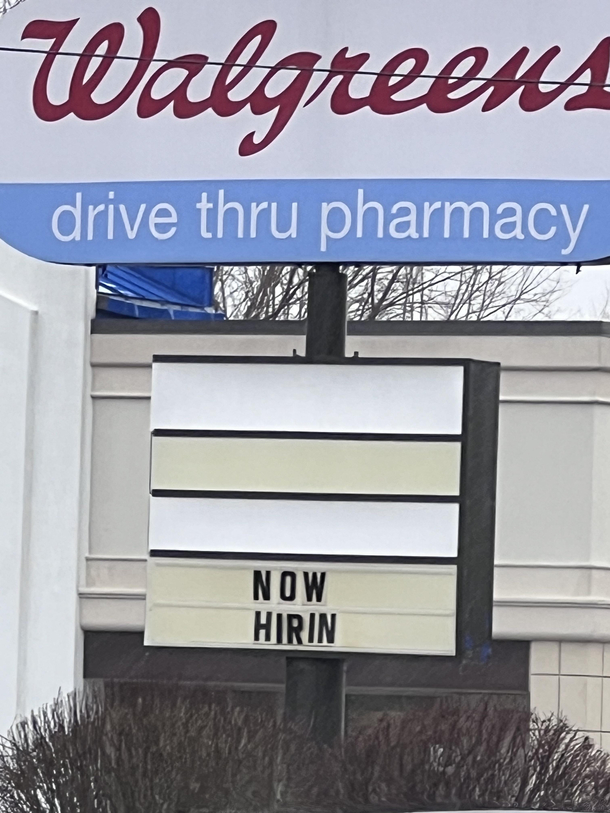 Walgreens
drive thru pharmacy
NOW
HIRIN